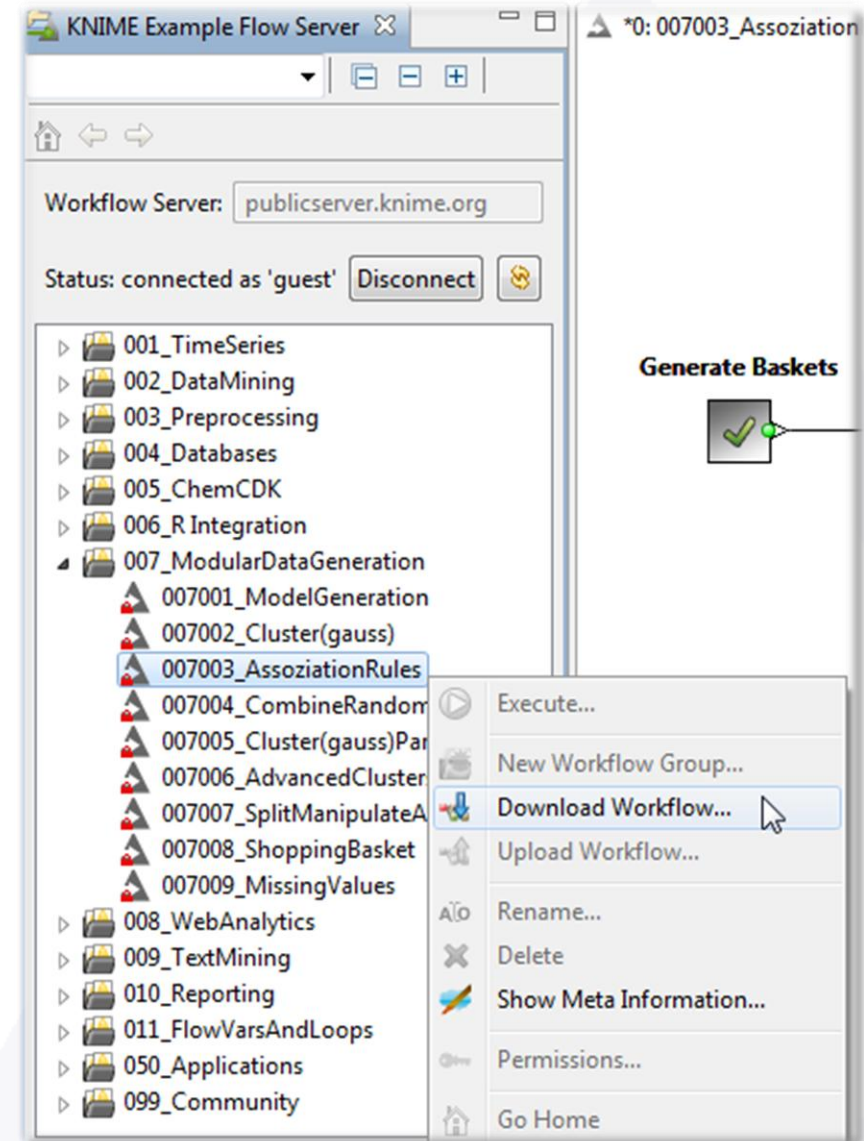 KNIME Example Flow Server
*0: 007003_Assoziation
Workflow Server: publicserver.knime.org
Status: connected as 'guest' Disconnect
001_TimeSeries
002_DataMining
003_Preprocessing
004_Databases
005_ChemCDK
006_R Integration
007_ModularDataGeneration
007001_ModelGeneration
007002_Cluster(gauss)
007003_AssoziationRules
007004_CombineRandom
007005_Cluster(gauss)Par
007006_AdvancedClusters
007007_SplitManipulateA
007008_ShoppingBasket
007009_MissingValues
008_WebAnalytics
009_TextMining
010_Reporting
011_FlowVarsAndLoops
050_Applications
099_Community
Generate Baskets
Execute...
New Workflow Group...
Download Workflow...
Upload Workflow...
Rename...
Delete
Show Meta Information...
Permissions...
Go Home